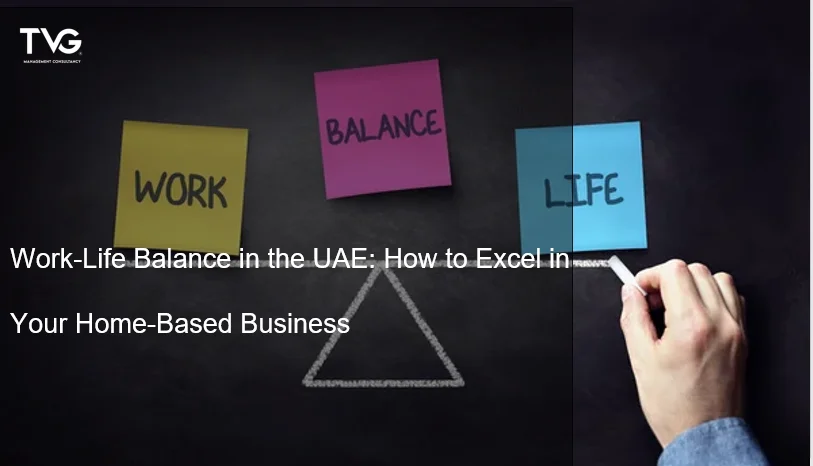 TVG
MANAGEMENT CONSULTANCY
BALANCE
WORK
LIFE
Work-Life Balance in the UAE: How to Excel in
Your Home-Based Business